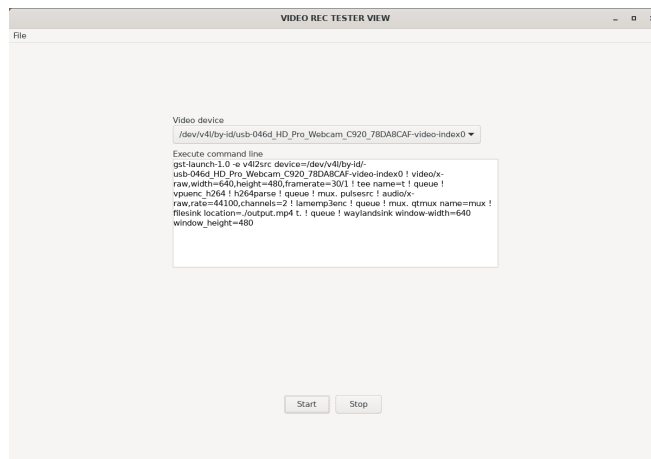 VIDEO REC TESTER VIEW
File
Video device
/dev/v4l/by-id/usb-046d_HD_Pro_Webcam_C920_78DA8CAF-video-index0
Execute command line
gst-launch-1.0 -e v4l2src device=/dev/v4l/by-id/-
usb-046d_HD_Pro_Webcam_C920_78DA8CAF-video-index0 ! video/x-
raw,width=640,height=480,framerate=30/1 ! tee name=t ! queue !
vpuenc_h264 ! h264parse ! queue ! mux. pulsesrc ! audio/x-
raw,rate=44100,channels=2 ! lamemp3enc ! queue ! mux. qtmux name=mux !
filesink location=./output.mp4 t. ! queue ! waylandsink window-width=640
window_height=480
Start Stop